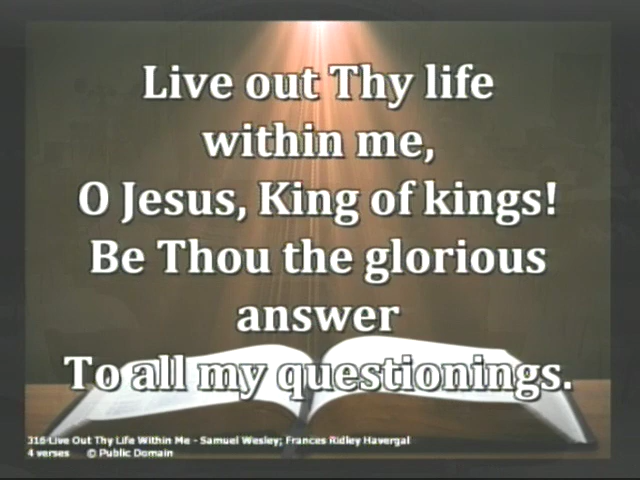 Live out Thy life
within me,
O Jesus, King of kings!
Be Thou the glorious
answer
To all my questionings.
316-Live Out Thy Life Within Me - Samuel Wesley; Frances Ridley Havergal
4 verses © Public Domain